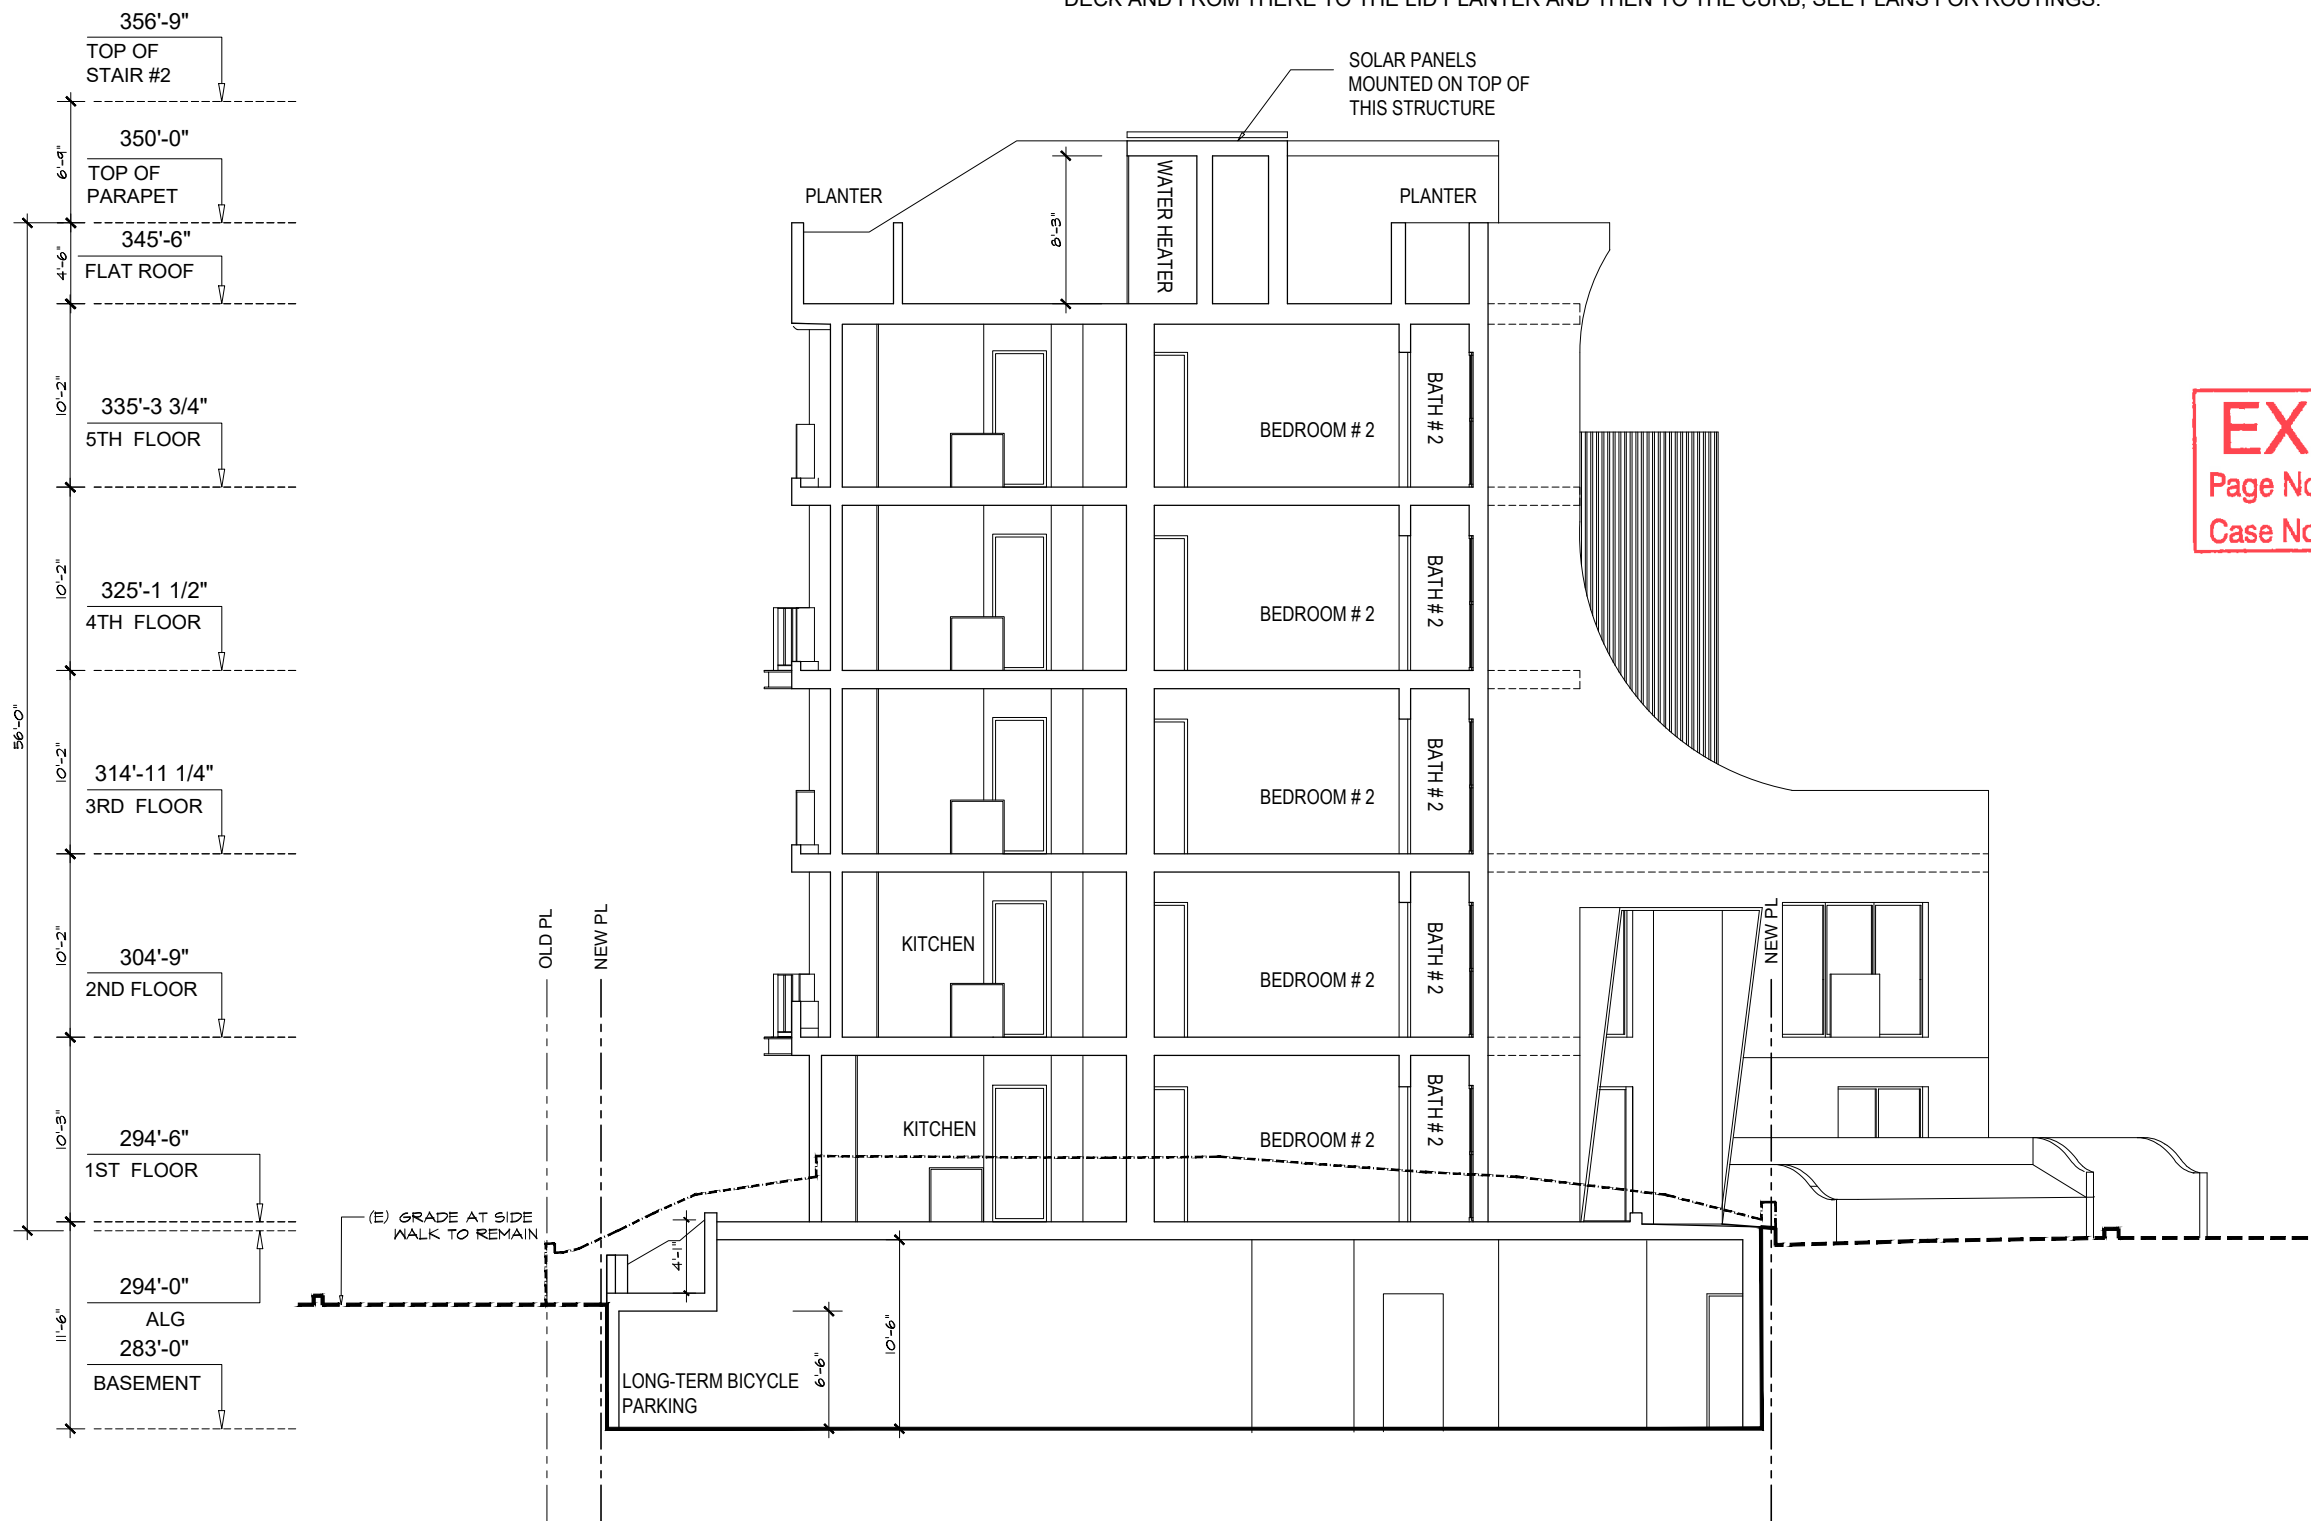 DECK AND FROM THERE TO THE LID PLANTER AND THEN TO THE CURB, SEE PLANS FOR ROUTINGS.
356'-9"
TOP OF
STAIR #2
350'-0"
TOP OF
PARAPET
345'-6"
FLAT ROOF
335'-3 3/4"
5TH FLOOR
325'-1 1/2"
4TH FLOOR
314'-11 1/4"
3RD FLOOR
304'-9"
2ND FLOOR
294'-6"
1ST FLOOR
294'-0"
ALG
283'-0"
BASEMENT
6'-9"
4'-6"
10'-2"
10'-2"
10'-2"
10'-2"
10'-3"
11'-6"
56'-0"
SOLAR PANELS
MOUNTED ON TOP OF
THIS STRUCTURE
PLANTER
8'-3"
WATER HEATER
PLANTER
BEDROOM # 2
BATH # 2
BEDROOM # 2
BATH # 2
BEDROOM # 2
BATH # 2
KITCHEN
BEDROOM # 2
BATH # 2
KITCHEN
BEDROOM # 2
BATH # 2
OLD PL
NEW PL
NEW PL
(E) GRADE AT SIDE
WALK TO REMAIN
4'-1"
6'-6"
10'-6"
LONG-TERM BICYCLE
PARKING
EX
Page No
Case No